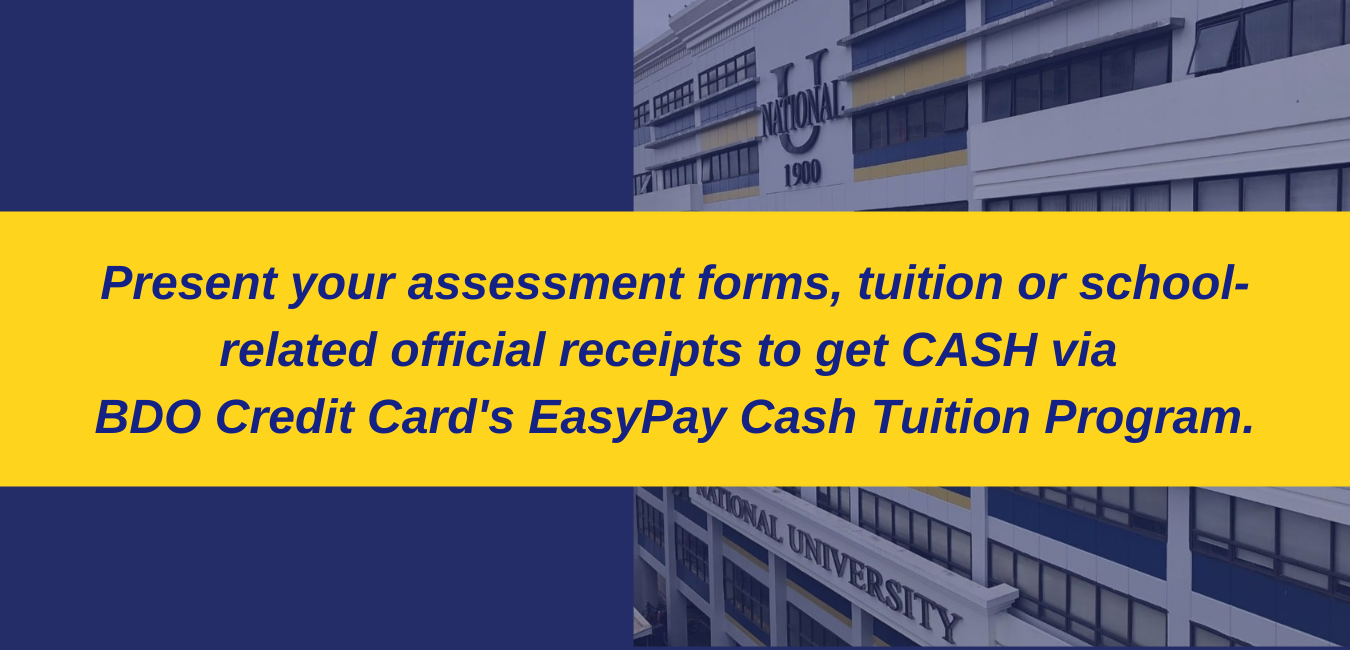 U
NATIONAL
1900
Present your assessment forms, tuition or school-
related official receipts to get CASH via
BDO Credit Card's EasyPay Cash Tuition Program.
NATIONAL UNIVERSITY